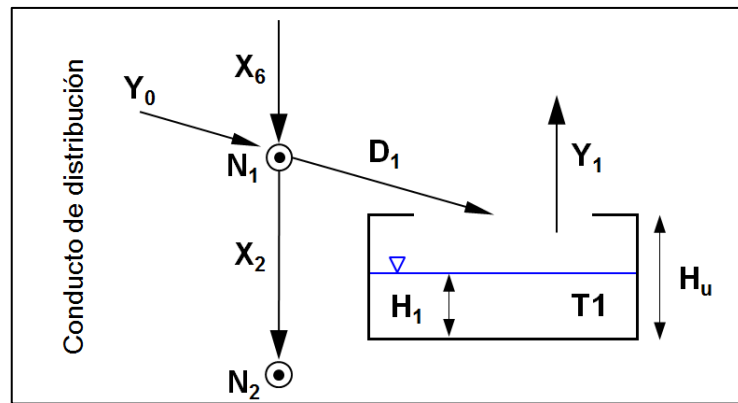 Conducto de distribución
X₆
Y₀
N₁
D₁
Y₁
X₂
H₁
T1
Hᵤ
N₂